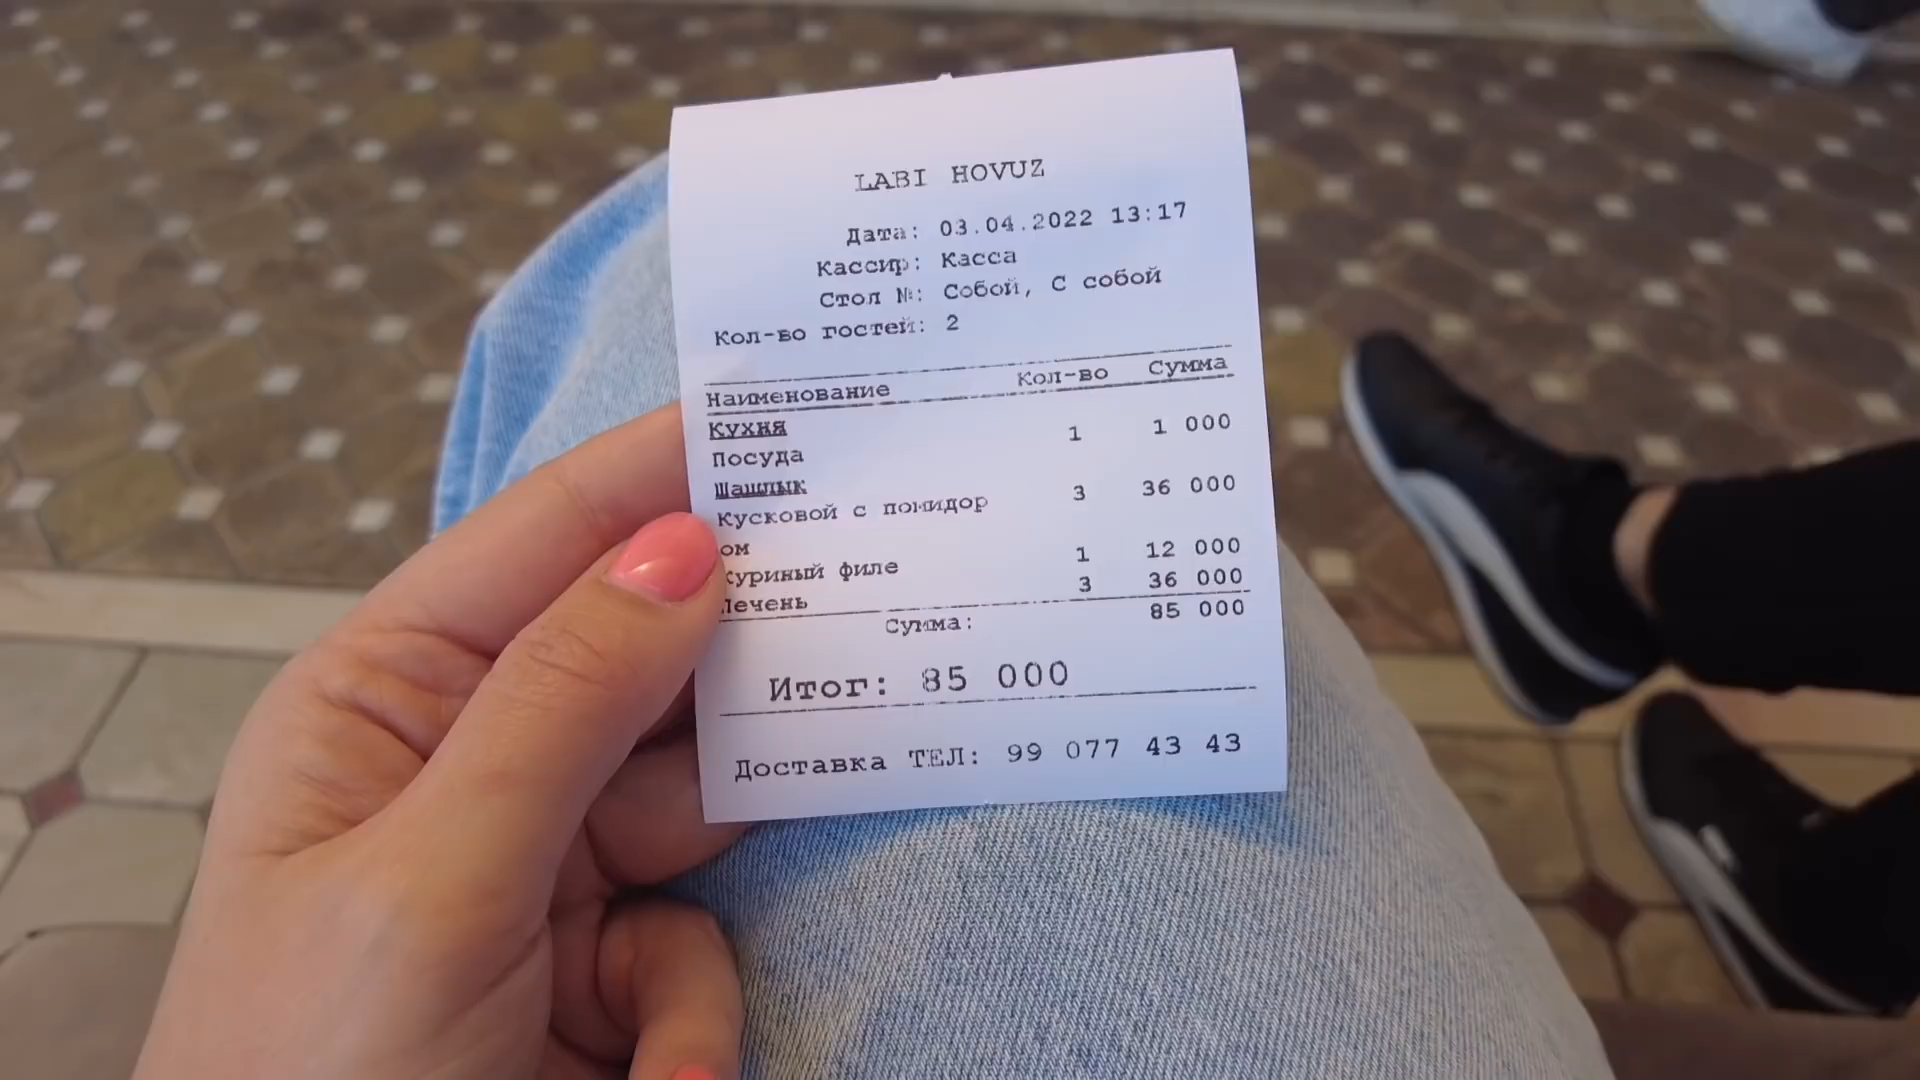 LABI HOVUZ
Дата: 03.04.2022 13:17
Кассир: Касса
Стол №: Собой, С собой
Кол-во гостей: 2
Наименование Кол-во Сумма
Кухня
Посуда 1 1 000
Шашлык
Кусковой с помидор 3 36 000
ом
Куриный филе 1 12 000
Печень 3 36 000
Сумма: 85 000
Итог: 85 000
Доставка ТЕЛ: 99 077 43 43